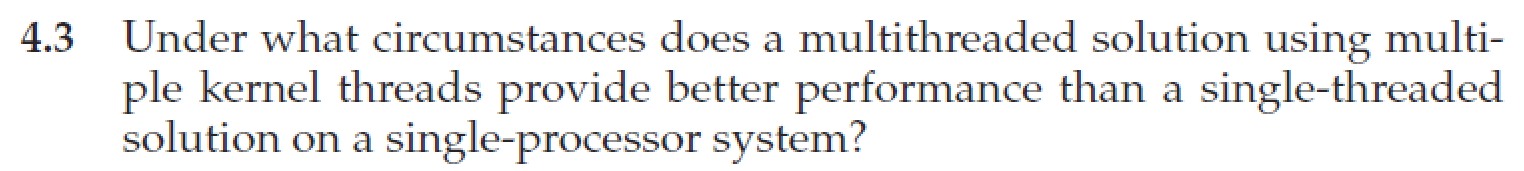 4.3 Under what circumstances does a multithreaded solution using multi-
ple kernel threads provide better performance than a single-threaded
solution on a single-processor system?